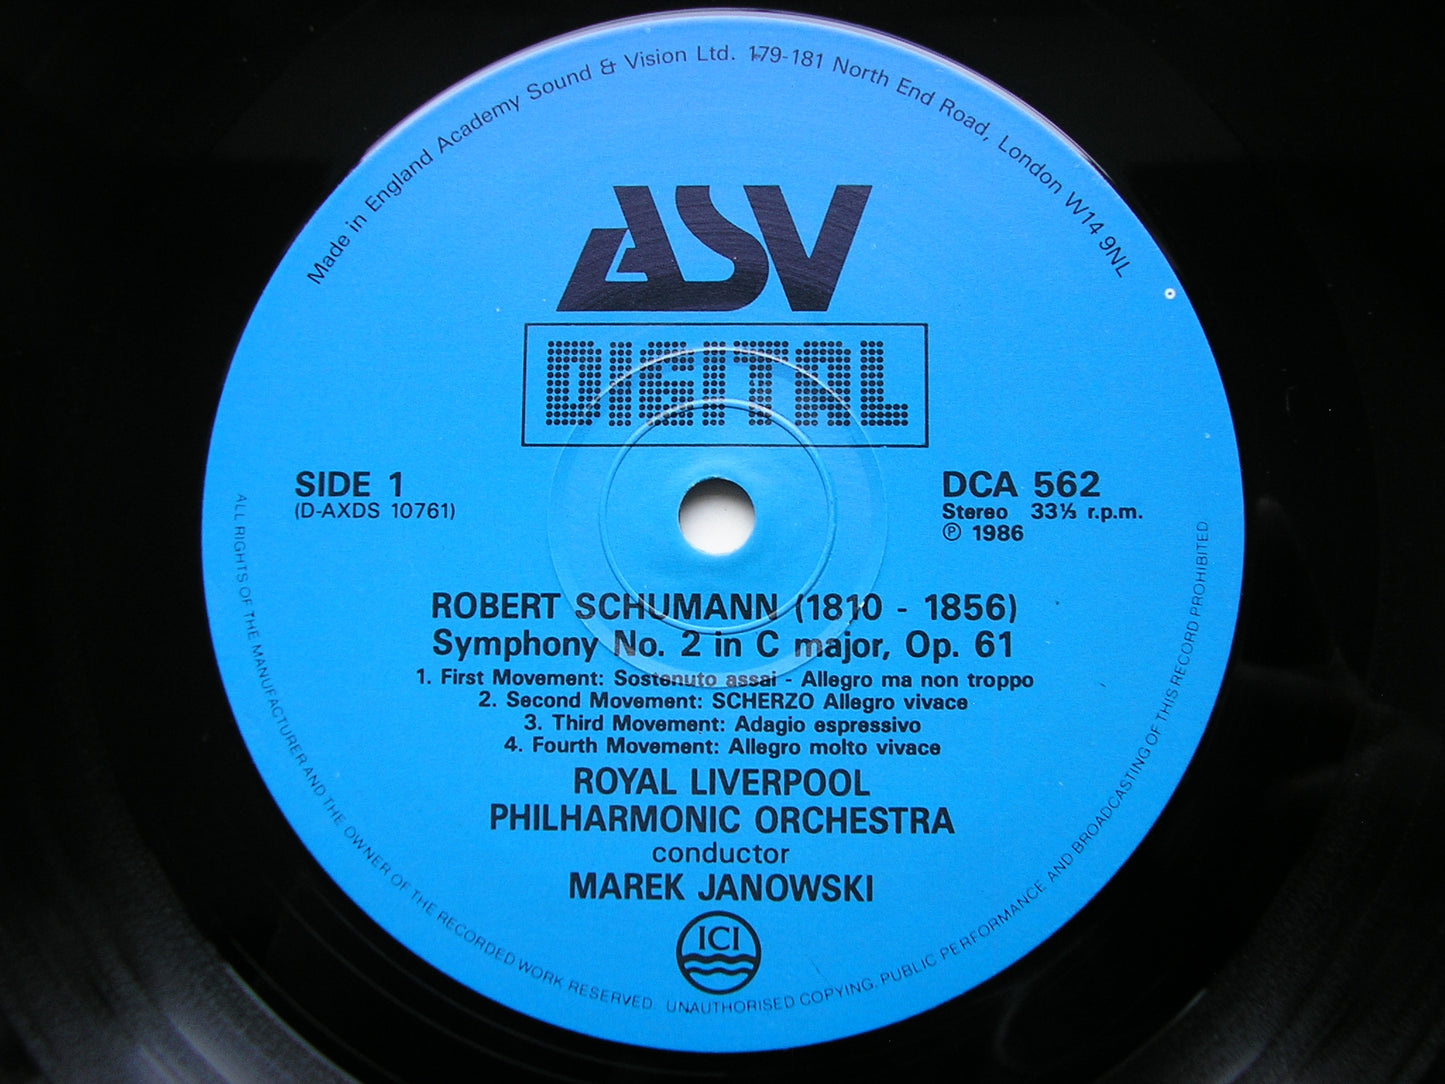 Made in England Academy Sound & Vision Ltd. 179-181 North End Road, London W14 9NL
ASV
DIGITAL
SIDE 1
(D-AXDS 10761)
DCA 562
Stereo 33⅓ r.p.m.
℗ 1986
ROBERT SCHUMANN (1810 - 1856)
Symphony No. 2 in C major, Op. 61
1. First Movement: Sostenuto assai - Allegro ma non troppo
2. Second Movement: SCHERZO Allegro vivace
3. Third Movement: Adagio espressivo
4. Fourth Movement: Allegro molto vivace
ROYAL LIVERPOOL
PHILHARMONIC ORCHESTRA
conductor
MAREK JANOWSKI
ICI
ALL RIGHTS OF THE MANUFACTURER AND THE OWNER OF THE RECORDED WORK RESERVED. UNAUTHORISED COPYING, PUBLIC PERFORMANCE AND BROADCASTING OF THIS RECORD PROHIBITED.